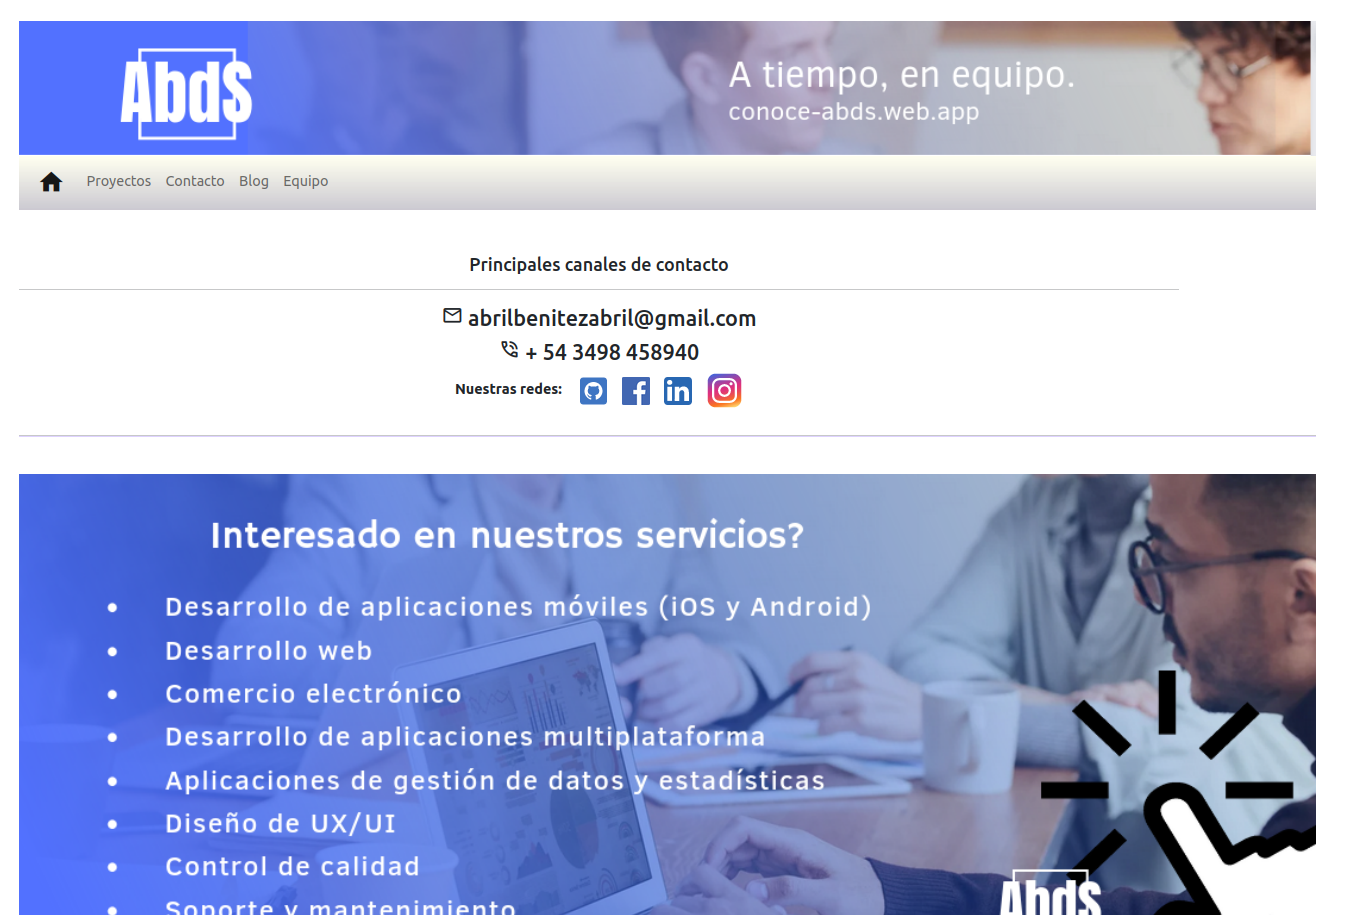 AbdS
A tiempo, en equipo.
conoce-abds.web.app
Proyectos Contacto Blog Equipo
Principales canales de contacto
abrilbenitezabril@gmail.com
+ 54 3498 458940
Nuestras redes:
in
Interesado en nuestros servicios?
• Desarrollo de aplicaciones móviles (iOS y Android)
• Desarrollo web
• Comercio electrónico
• Desarrollo de aplicaciones multiplataforma
• Aplicaciones de gestión de datos y estadísticas
• Diseño de UX/UI
• Control de calidad
• Soporte y mantenimiento
AbdS